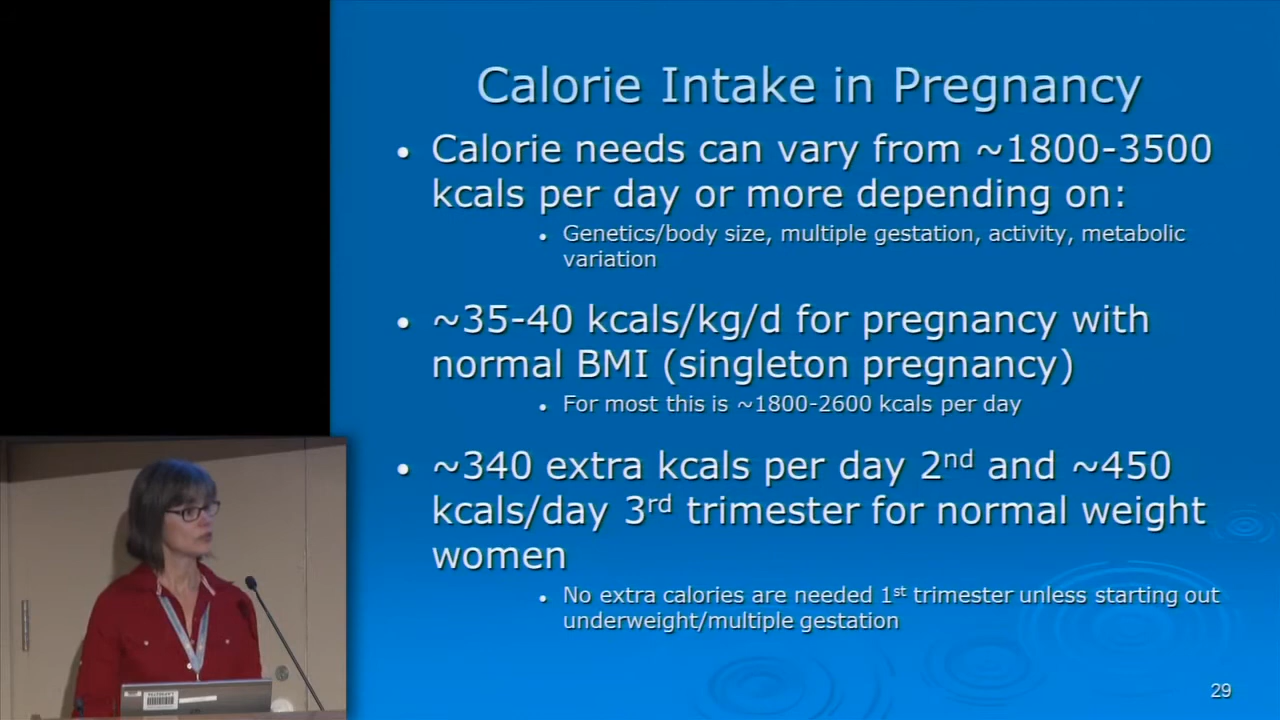 Calorie Intake in Pregnancy
• Calorie needs can vary from ~1800-3500
kcals per day or more depending on:
• Genetics/body size, multiple gestation, activity, metabolic
variation
• ~35-40 kcals/kg/d for pregnancy with
normal BMI (singleton pregnancy)
• For most this is ~1800-2600 kcals per day
• ~340 extra kcals per day 2nd and ~450
kcals/day 3rd trimester for normal weight
women
• No extra calories are needed 1st trimester unless starting out
underweight/multiple gestation
29